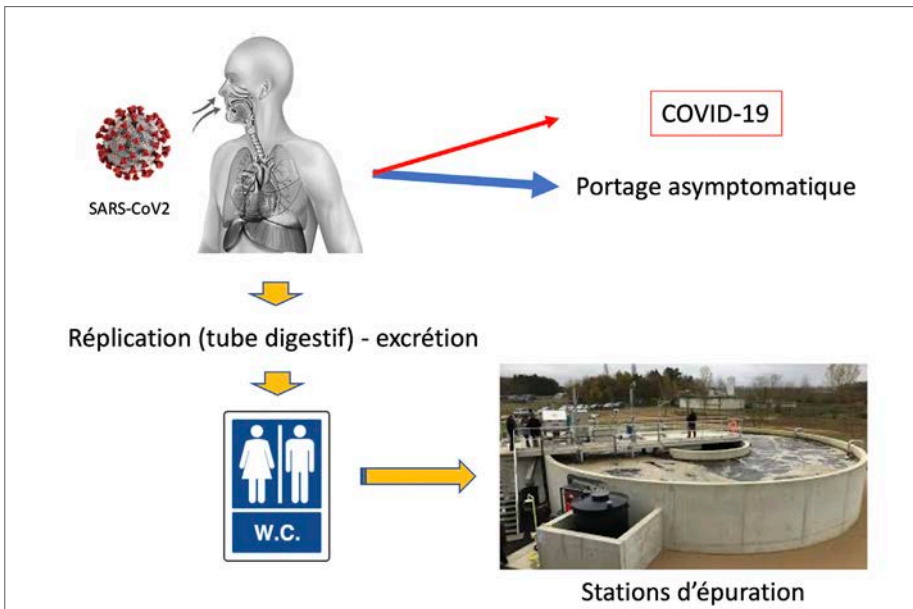 COVID-19
SARS-CoV2
Portage asymptomatique
Réplication (tube digestif) - excrétion
W.C.
Stations d'épuration